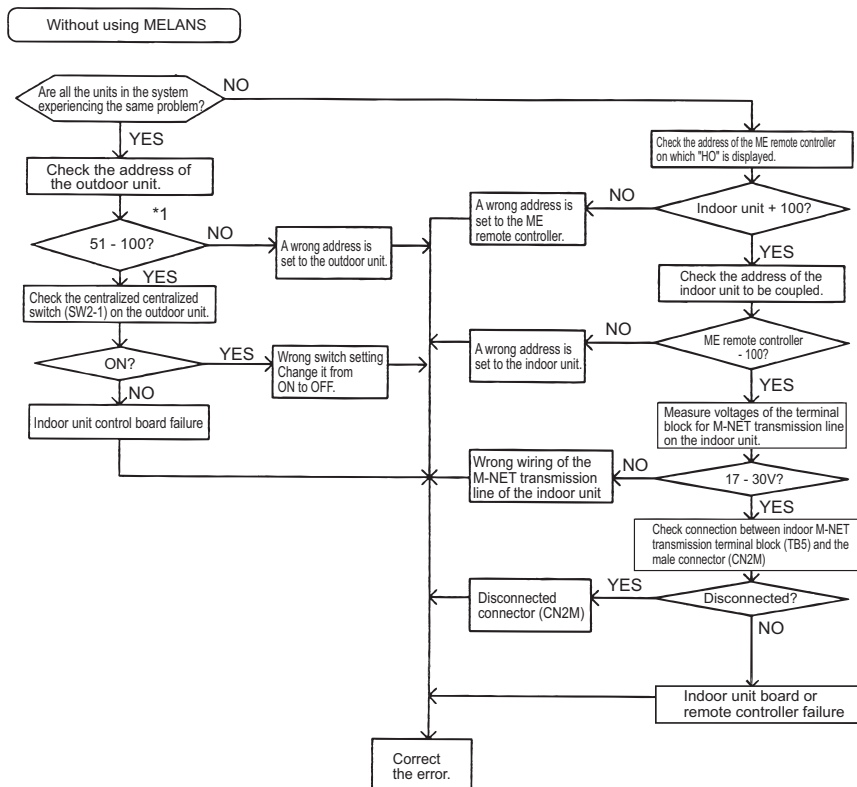 Without using MELANS
Are all the units in the system
experiencing the same problem?
NO
YES
Check the address of
the outdoor unit.
*1
51 - 100?
NO
A wrong address is
set to the outdoor unit.
YES
Check the centralized centralized
switch (SW2-1) on the outdoor unit.
ON?
YES
Wrong switch setting
Change it from
ON to OFF.
NO
Indoor unit control board failure
Check the address of the ME remote controller
on which "HO" is displayed.
Indoor unit + 100?
NO
A wrong address is
set to the ME
remote controller.
YES
Check the address of the
indoor unit to be coupled.
ME remote controller
- 100?
NO
A wrong address is
set to the indoor unit.
YES
Measure voltages of the terminal
block for M-NET transmission line
on the indoor unit.
17 - 30V?
NO
Wrong wiring of the
M-NET transmission
line of the indoor unit
YES
Check connection between indoor M-NET
transmission terminal block (TB5) and the
male connector (CN2M)
Disconnected?
YES
Disconnected
connector (CN2M)
NO
Indoor unit board or
remote controller failure
Correct
the error.